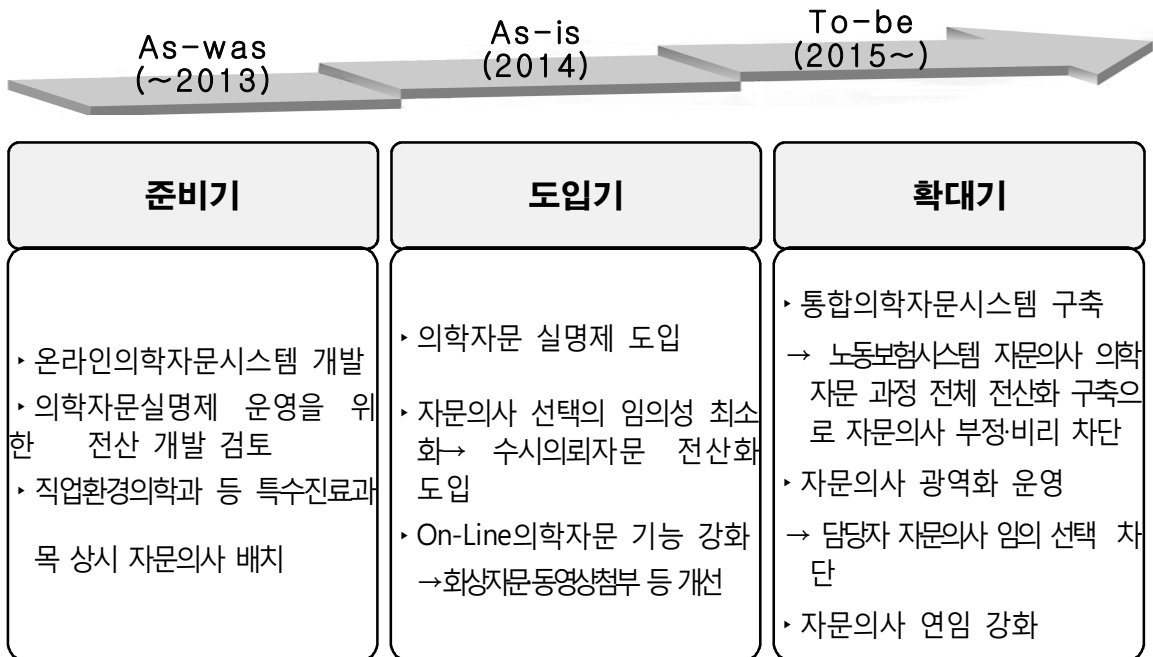 As-was
(~2013)
As-is
(2014)
To-be
(2015~)
준비기
‣ 온라인의학자문시스템 개발
‣ 의학자문실명제 운영을 위
한 전산 개발 검토
‣ 직업환경의학과 등 특수진료과
목 상시 자문의사 배치
도입기
‣ 의학자문 실명제 도입
‣ 자문의사 선택의 임의성 최소
화→ 수시의뢰자문 전산화
도입
‣ On-Line의학자문 기능 강화
→화상자문·동영상첨부 등 개선
확대기
‣ 통합의학자문시스템 구축
→ 노동보험시스템 자문의사 의학
자문 과정 전체 전산화 구축으
로 자문의사 부정·비리 차단
‣ 자문의사 광역화 운영
→ 담당자 자문의사 임의 선택 차
단
‣ 자문의사 연임 강화